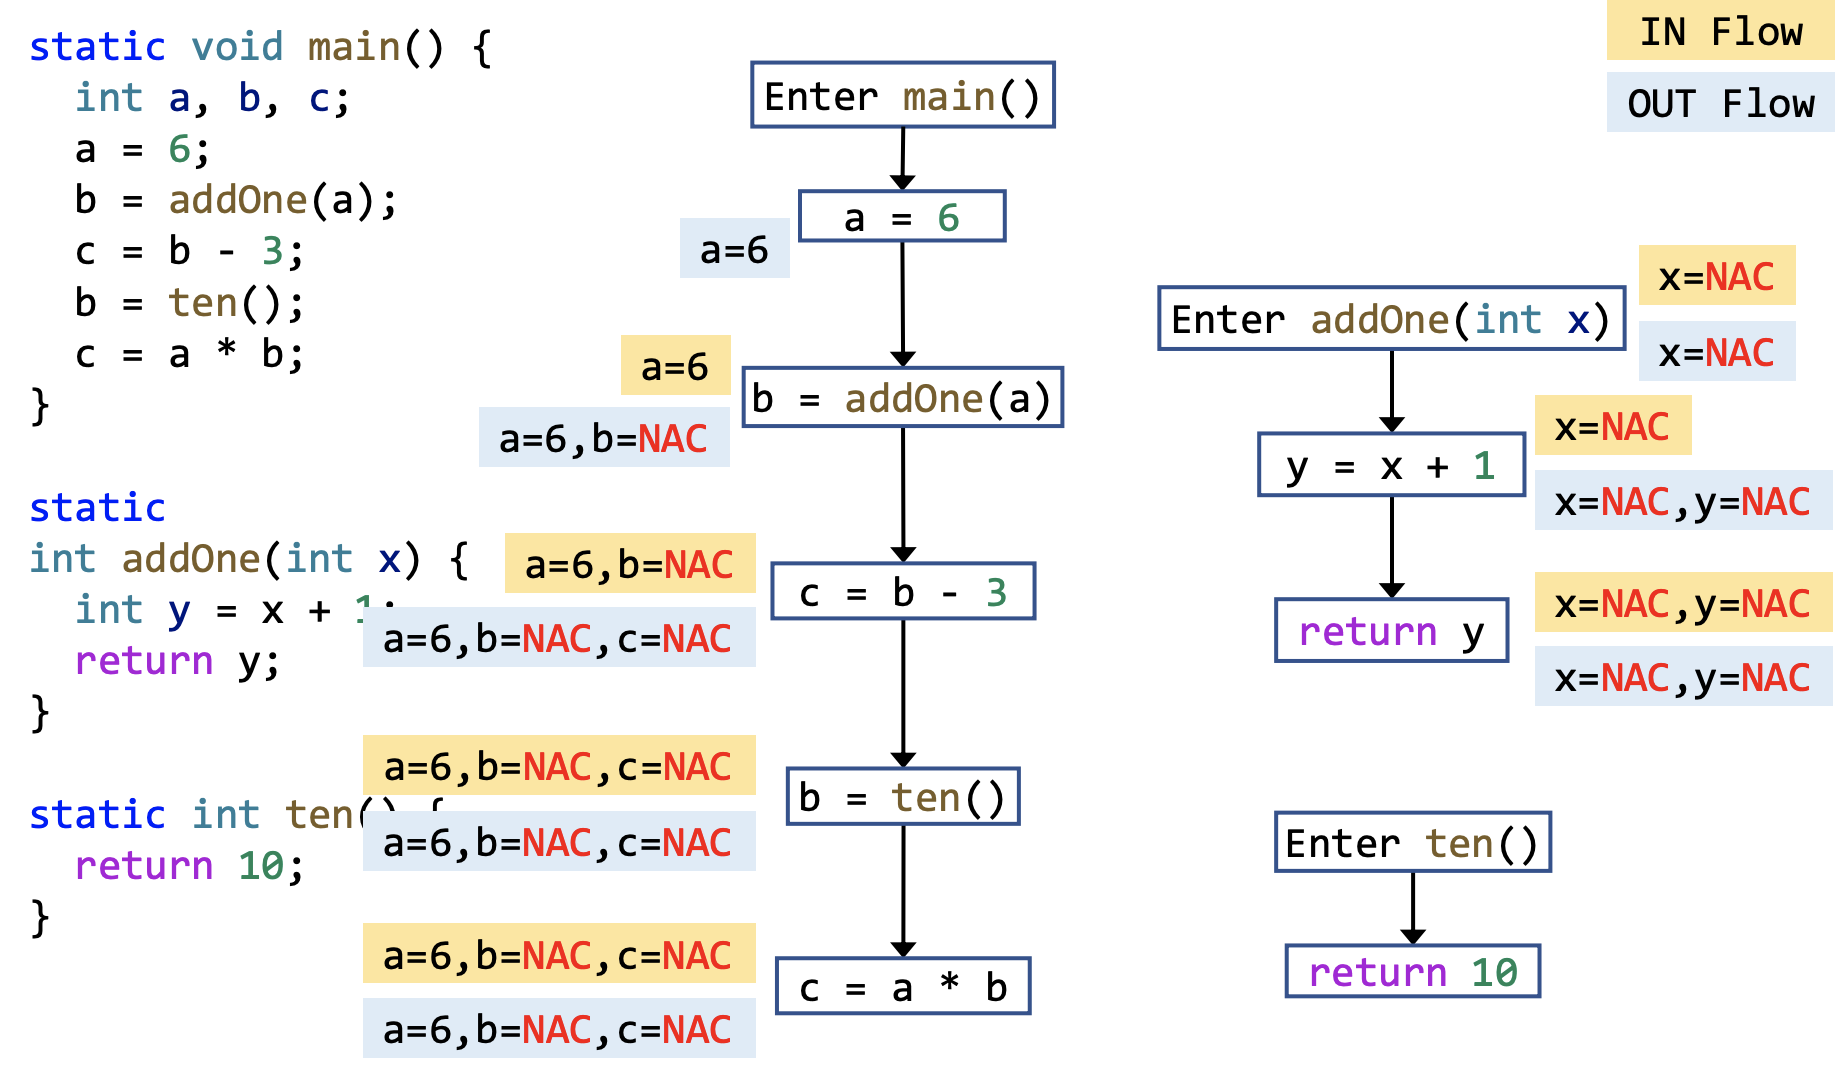 static void main() {
int a, b, c;
a = 6;
b = addOne(a);
c = b - 3;
b = ten();
c = a * b;
}
static
int addOne(int x) {
int y = x + 1;
return y;
}
static int ten() {
return 10;
}
Enter main()
a = 6
a=6
a=6
b = addOne(a)
a=6,b=NAC
a=6,b=NAC
c = b - 3
a=6,b=NAC,c=NAC
a=6,b=NAC,c=NAC
b = ten()
a=6,b=NAC,c=NAC
a=6,b=NAC,c=NAC
c = a * b
a=6,b=NAC,c=NAC
IN Flow
OUT Flow
x=NAC
Enter addOne(int x)
x=NAC
x=NAC
y = x + 1
x=NAC,y=NAC
x=NAC,y=NAC
return y
x=NAC,y=NAC
Enter ten()
return 10